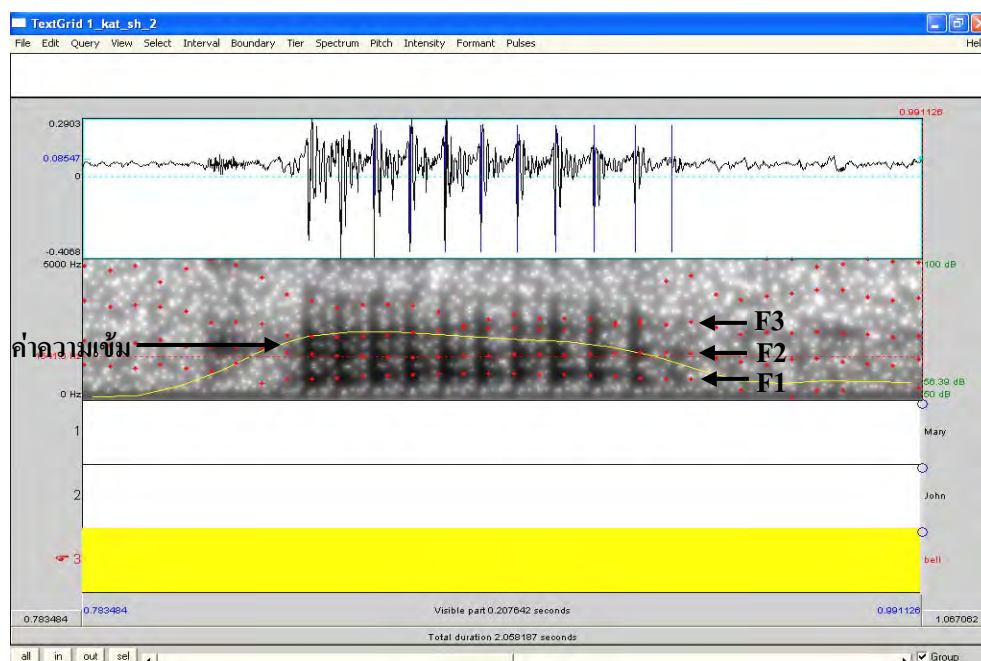 TextGrid 1_kat_sh_2
File Edit Query View Select Interval Boundary Tier Spectrum Pitch Intensity Formant Pulses Hel
0.991126
0.2903
0.08547
0
-0.4068
5000 Hz
100 dB
F3
ค่าความเข้ม
F2
F1
56.39 dB
0 Hz
50 dB
1
Mary
2
John
3
bell
0.783484
Visible part 0.207642 seconds
0.991126
0.783484
1.067062
Total duration 2.058187 seconds
all in out sel
Group